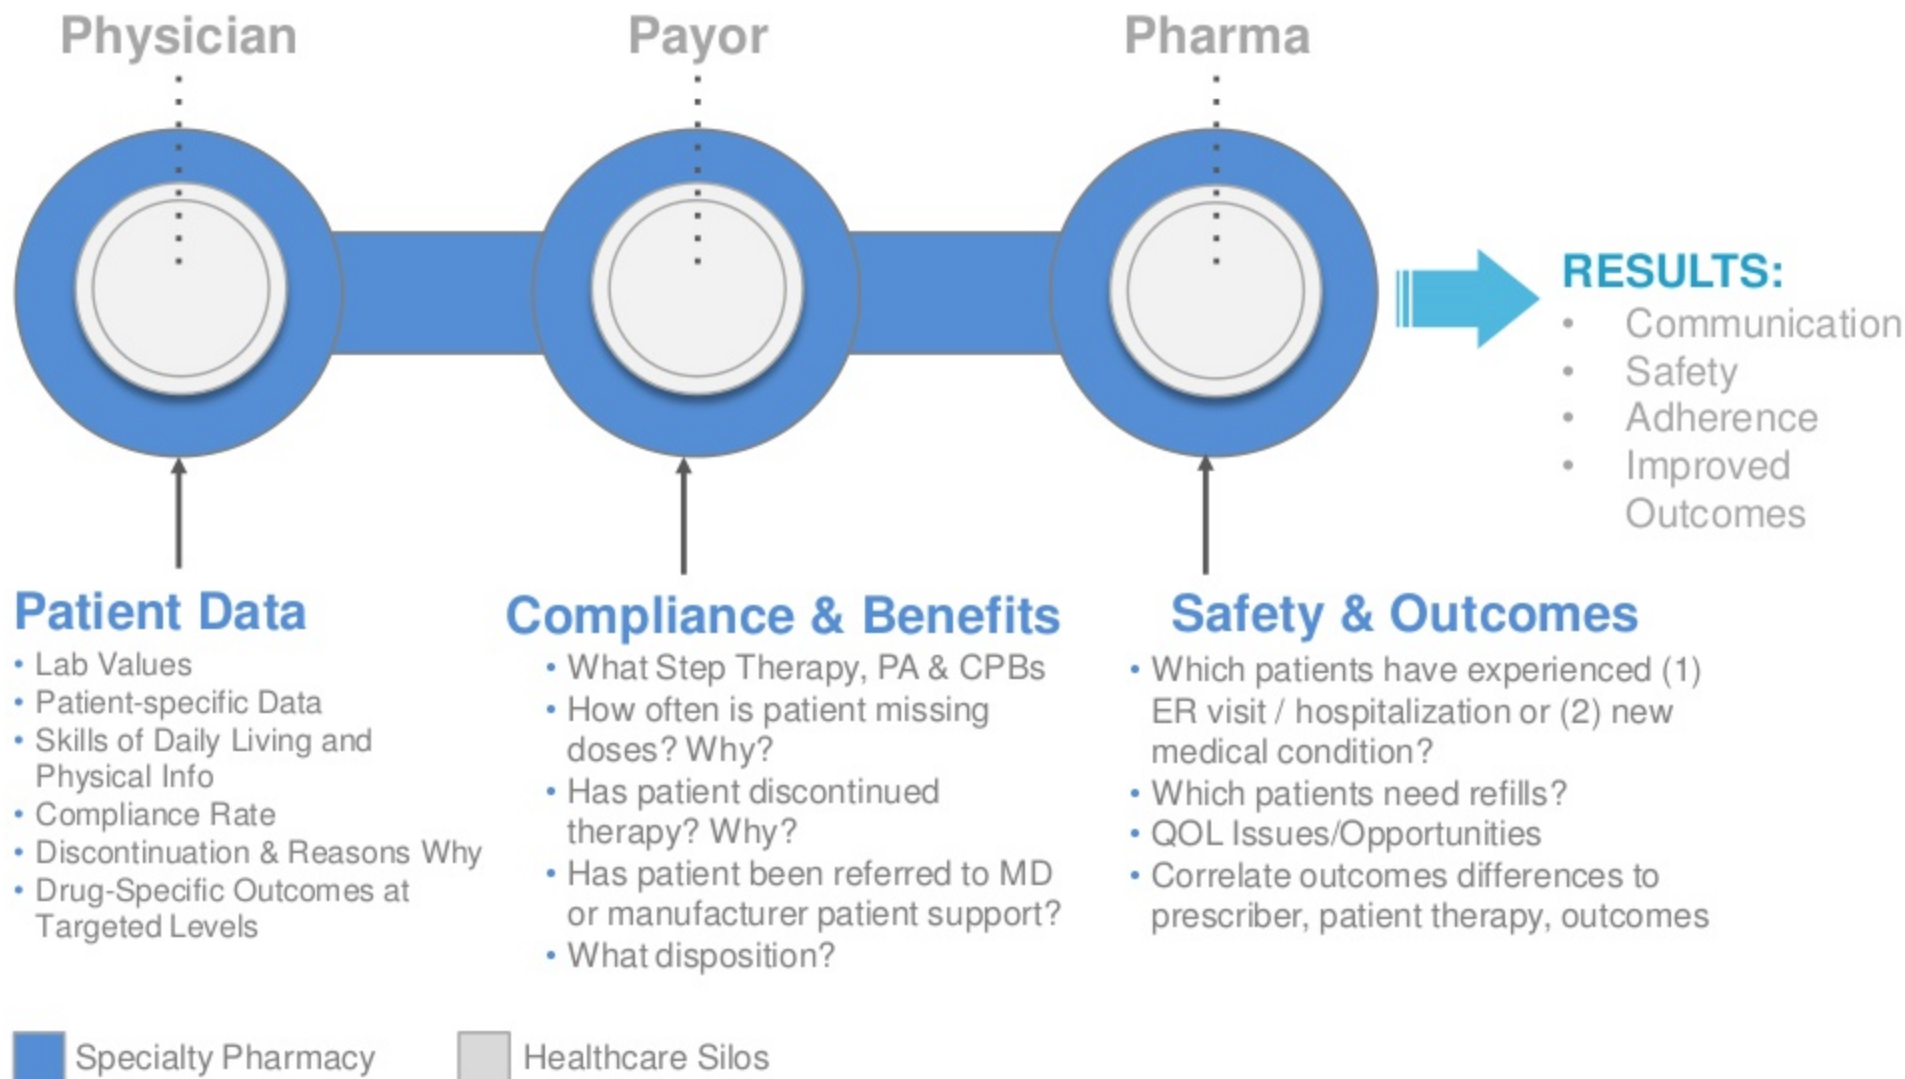 Physician
Payor
Pharma
RESULTS:
• Communication
• Safety
• Adherence
• Improved
Outcomes
Patient Data
• Lab Values
• Patient-specific Data
• Skills of Daily Living and
Physical Info
• Compliance Rate
• Discontinuation & Reasons Why
• Drug-Specific Outcomes at
Targeted Levels
Compliance & Benefits
• What Step Therapy, PA & CPBs
• How often is patient missing
doses? Why?
• Has patient discontinued
therapy? Why?
• Has patient been referred to MD
or manufacturer patient support?
• What disposition?
Safety & Outcomes
• Which patients have experienced (1)
ER visit / hospitalization or (2) new
medical condition?
• Which patients need refills?
• QOL Issues/Opportunities
• Correlate outcomes differences to
prescriber, patient therapy, outcomes
Specialty Pharmacy
Healthcare Silos